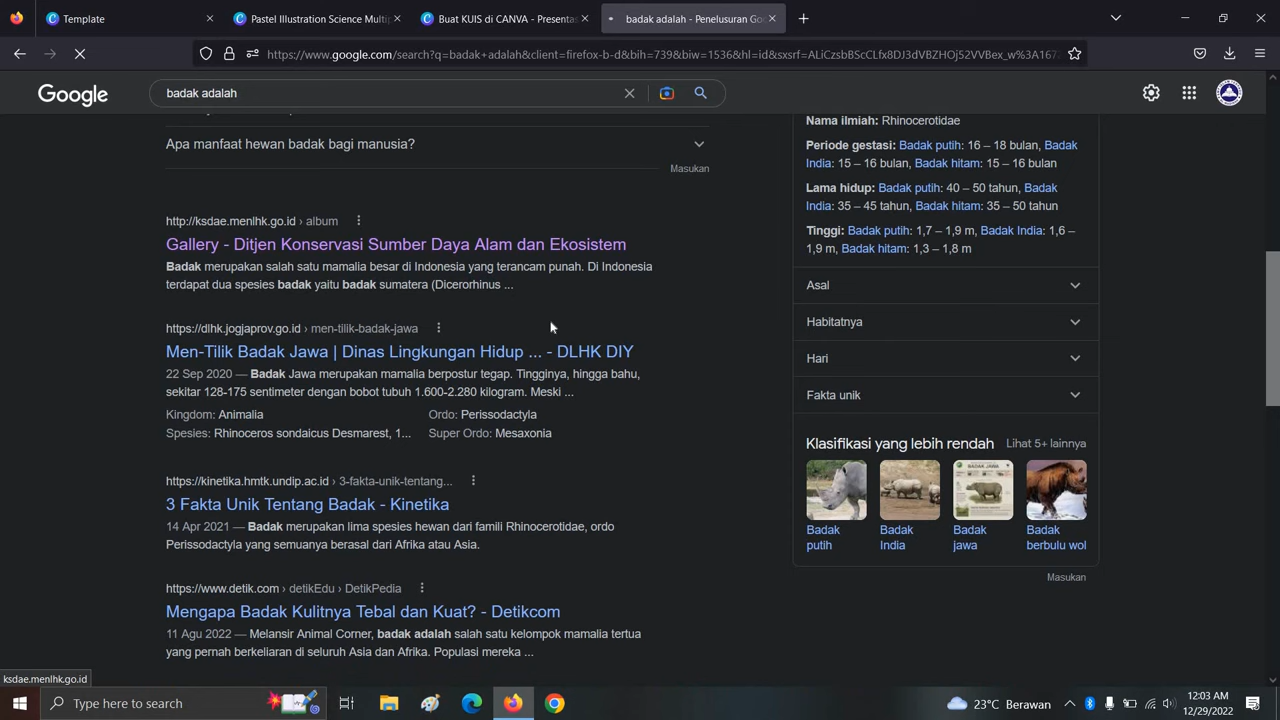 Template
Pastel Illustration Science Multip
Buat KUIS di CANVA - Presentas
badak adalah - Penelusuran Goo
https://www.google.com/search?q=badak+adalah&client=firefox-b-d&bih=739&biw=1536&hl=id&sxsrf=
Google
badak adalah
Apa manfaat hewan badak bagi manusia?
Masukan
http://ksdae.menlhk.go.id › album
Gallery - Ditjen Konservasi Sumber Daya Alam dan Ekosistem
Badak merupakan salah satu mamalia besar di Indonesia yang terancam punah. Di Indonesia
terdapat dua spesies badak yaitu badak sumatera (Dicerorhinus ...
https://dlhk.jogjaprov.go.id › men-tilik-badak-jawa
Men-Tilik Badak Jawa | Dinas Lingkungan Hidup ... - DLHK DIY
22 Sep 2020 — Badak Jawa merupakan mamalia berpostur tegap. Tingginya, hingga bahu,
sekitar 128-175 sentimeter dengan bobot tubuh 1.600-2.280 kilogram. Meski ...
Kingdom: Animalia
Ordo: Perissodactyla
Spesies: Rhinoceros sondaicus Desmarest, 1...
Super Ordo: Mesaxonia
https://kinetika.hmtk.undip.ac.id › 3-fakta-unik-tentang...
3 Fakta Unik Tentang Badak - Kinetika
14 Apr 2021 — Badak merupakan lima spesies hewan dari famili Rhinocerotidae, ordo
Perissodactyla yang semuanya berasal dari Afrika atau Asia.
https://www.detik.com › detikEdu › DetikPedia
Mengapa Badak Kulitnya Tebal dan Kuat? - Detikcom
11 Agu 2022 — Melansir Animal Corner, badak adalah salah satu kelompok mamalia tertua
yang pernah berkeliaran di seluruh Asia dan Afrika. Populasi mereka ...
Nama ilmiah: Rhinocerotidae
Periode gestasi: Badak putih: 16 – 18 bulan, Badak
India: 15 – 16 bulan, Badak hitam: 15 – 16 bulan
Lama hidup: Badak putih: 40 – 50 tahun, Badak
India: 35 – 45 tahun, Badak hitam: 35 – 50 tahun
Tinggi: Badak putih: 1,7 – 1,9 m, Badak India: 1,6 –
1,9 m, Badak hitam: 1,3 – 1,8 m
Asal
Habitatnya
Hari
Fakta unik
Klasifikasi yang lebih rendah
Lihat 5+ lainnya
BADAK JAWA
Badak
putih
Badak
India
Badak
jawa
Badak
berbulu wol
Masukan
ksdae.menlhk.go.id
Type here to search
23°C Berawan
12:03 AM
12/29/2022